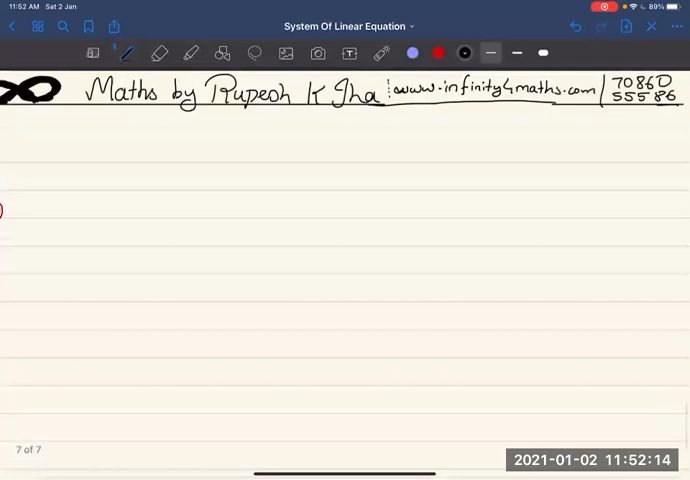 11:52 AM Sat 2 Jan 89%
System Of Linear Equation
Maths by Rupesh K Jha www.infinity4maths.com 70860
55586
7 of 7
2021-01-02 11:52:14